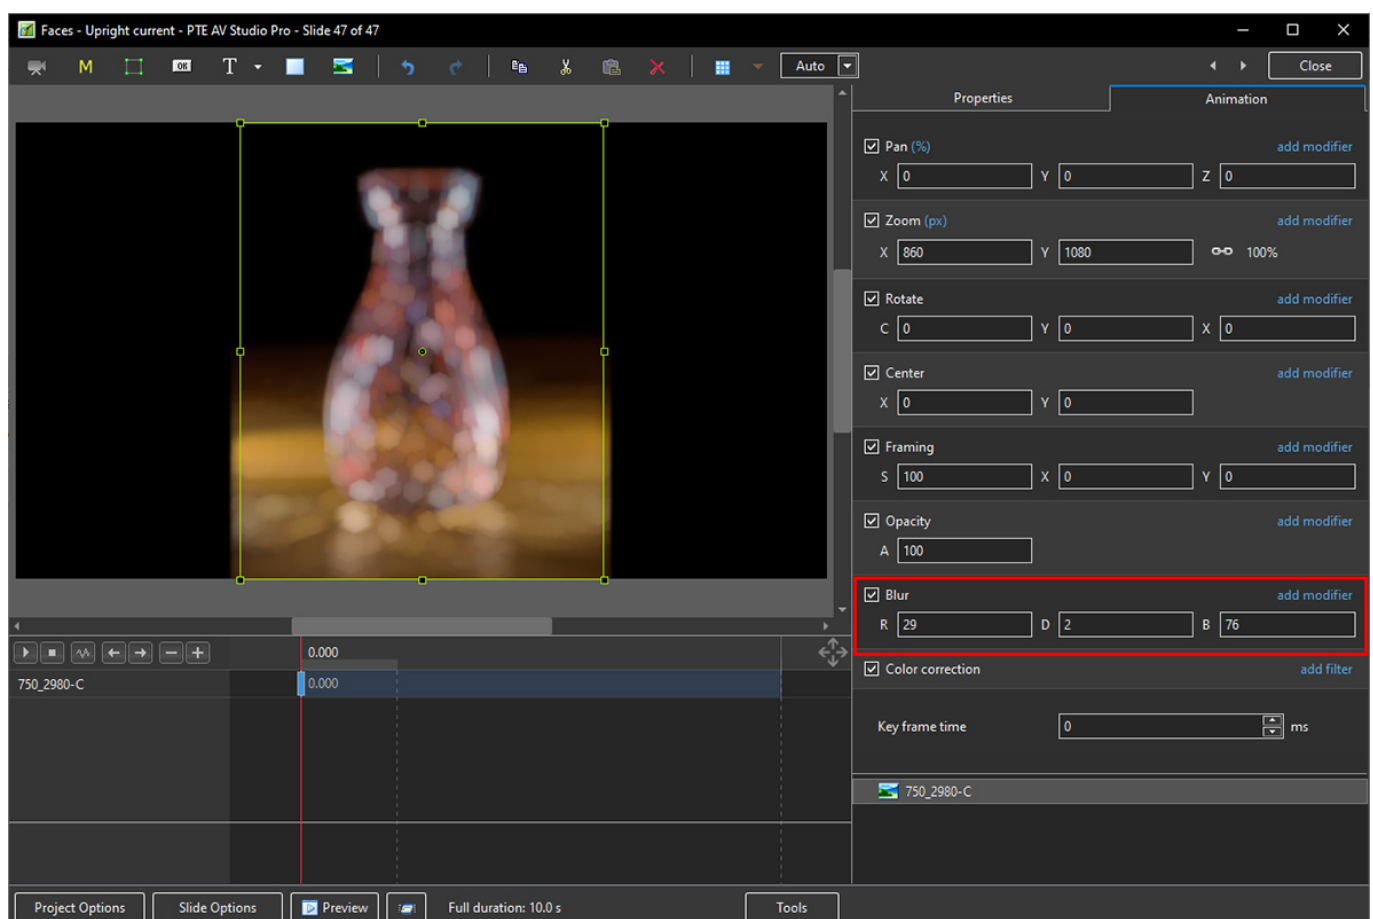 Faces - Upright current - PTE AV Studio Pro - Slide 47 of 47
M OK T Auto Close
Properties Animation
Pan (%) add modifier
X 0 Y 0 Z 0
Zoom (px) add modifier
X 860 Y 1080 100%
Rotate add modifier
C 0 Y 0 X 0
Center add modifier
X 0 Y 0
Framing add modifier
S 100 X 0 Y 0
Opacity add modifier
A 100
Blur add modifier
R 29 D 2 B 76
Color correction add filter
Key frame time 0 ms
750_2980-C
0.000
750_2980-C 0.000
Project Options Slide Options Preview Full duration: 10.0 s Tools